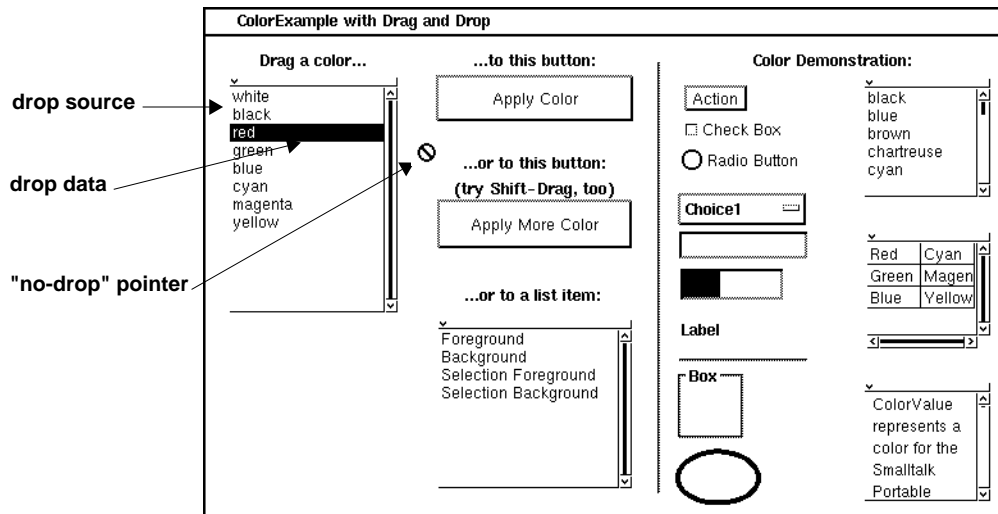 ColorExample with Drag and Drop
drop source
drop data
"no-drop" pointer
Drag a color...
white
black
red
green
blue
cyan
magenta
yellow
...to this button:
Apply Color
...or to this button:
(try Shift-Drag, too)
Apply More Color
...or to a list item:
Foreground
Background
Selection Foreground
Selection Background
Color Demonstration:
Action
Check Box
Radio Button
Choice1
Label
Box
black
blue
brown
chartreuse
cyan
Red Cyan
Green Magen
Blue Yellow
ColorValue
represents a
color for the
Smalltalk
Portable